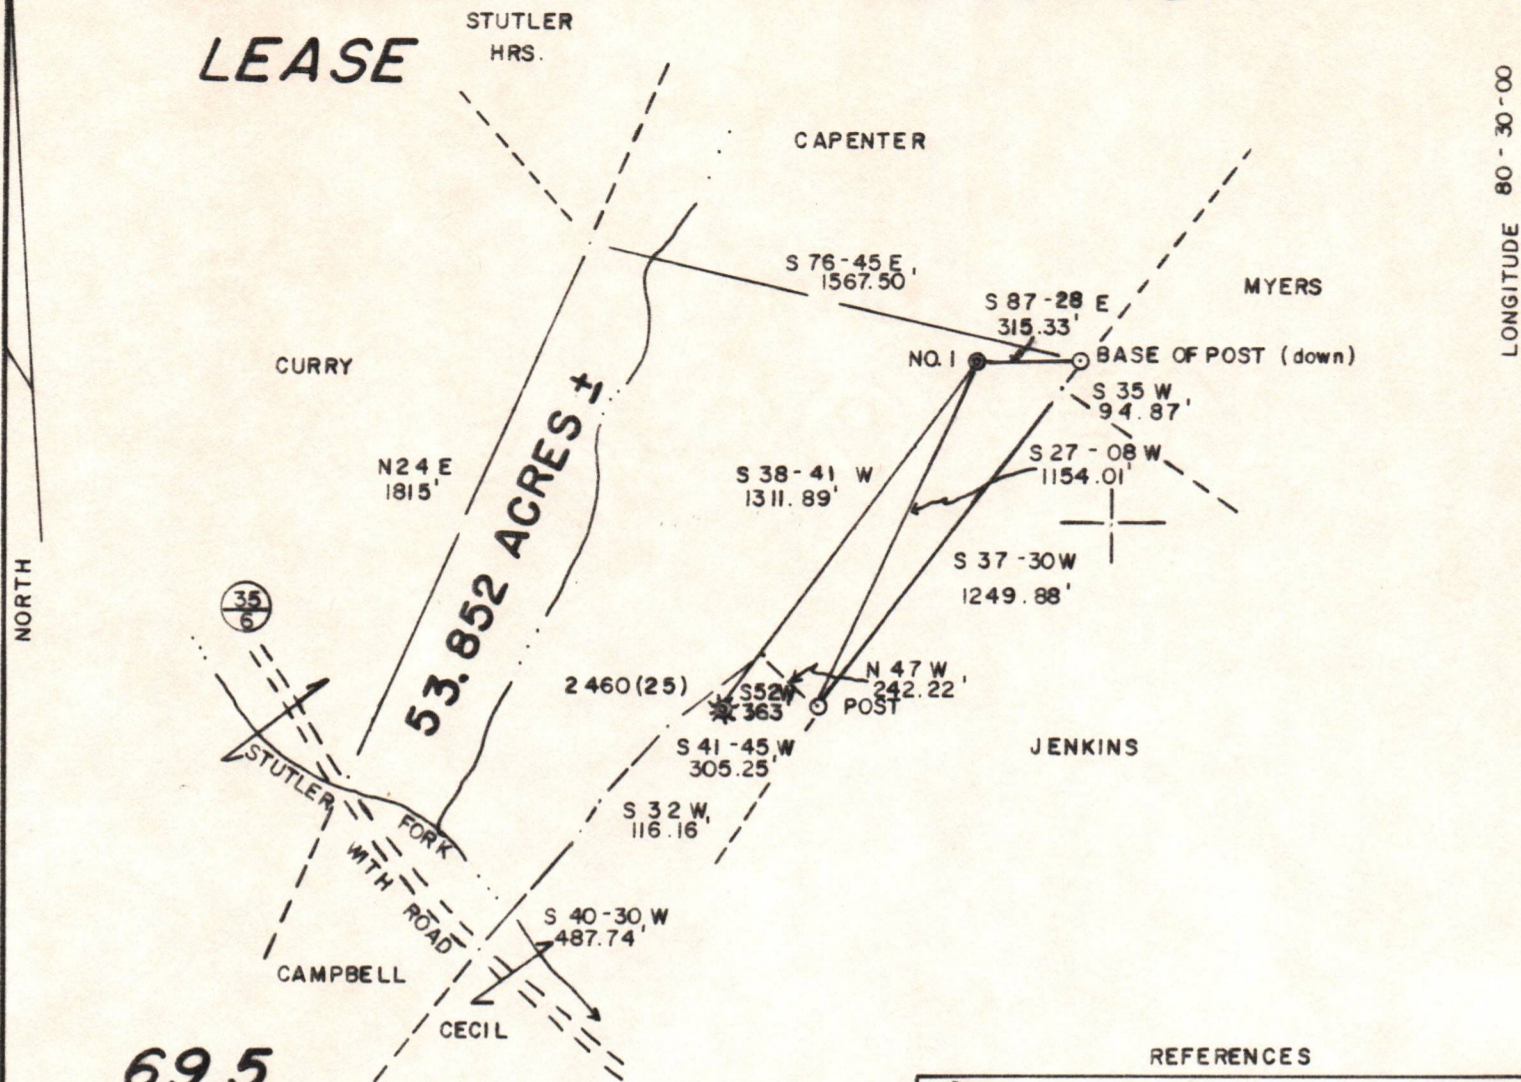 STUTLER
HRS.
LEASE
CAPENTER
LONGITUDE 80-30-00
S 76-45 E
1567.50'
MYERS
S 87-28 E
315.33'
NO. 1
BASE OF POST (down)
CURRY
S 35 W
94.87'
53.852 ACRES ±
N 24 E
1815'
S 38-41 W
1311.89'
S 27-08 W
1154.01'
S 37-30 W
1249.88'
NORTH
35
6
2460(25)
S52W
363'
N 47 W
242.22'
POST
S 41-45 W
305.25'
JENKINS
STUTLER FORK
S 32 W
116.16'
WITH ROAD
S 40-30 W
487.74'
CAMPBELL
CECIL
695
REFERENCES